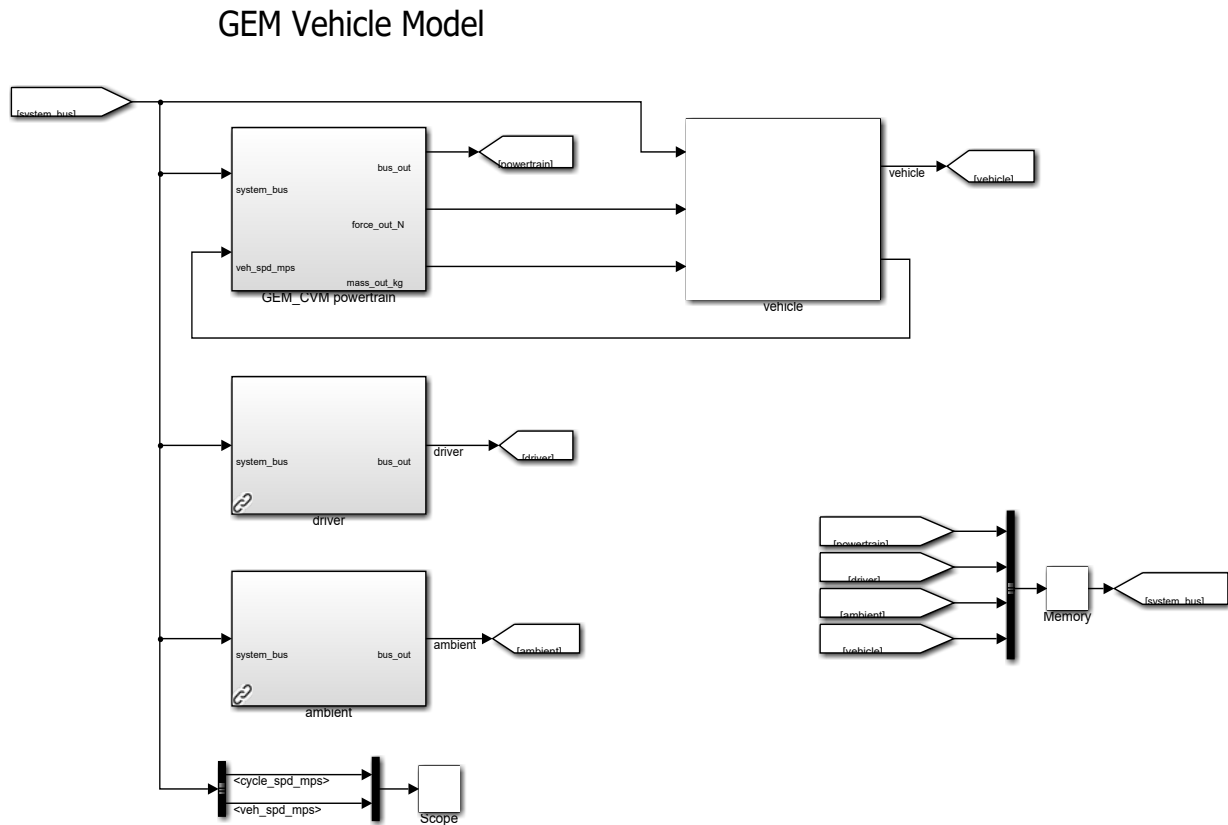 GEM Vehicle Model
[system_bus]
system_bus
veh_spd_mps
bus_out
force_out_N
mass_out_kg
GEM_CVM powertrain
[powertrain]
vehicle
vehicle
[vehicle]
system_bus
bus_out
driver
driver
[driver]
system_bus
bus_out
ambient
ambient
[ambient]
[powertrain]
[driver]
[ambient]
[vehicle]
Memory
[system_bus]
<cycle_spd_mps>
<veh_spd_mps>
Scope